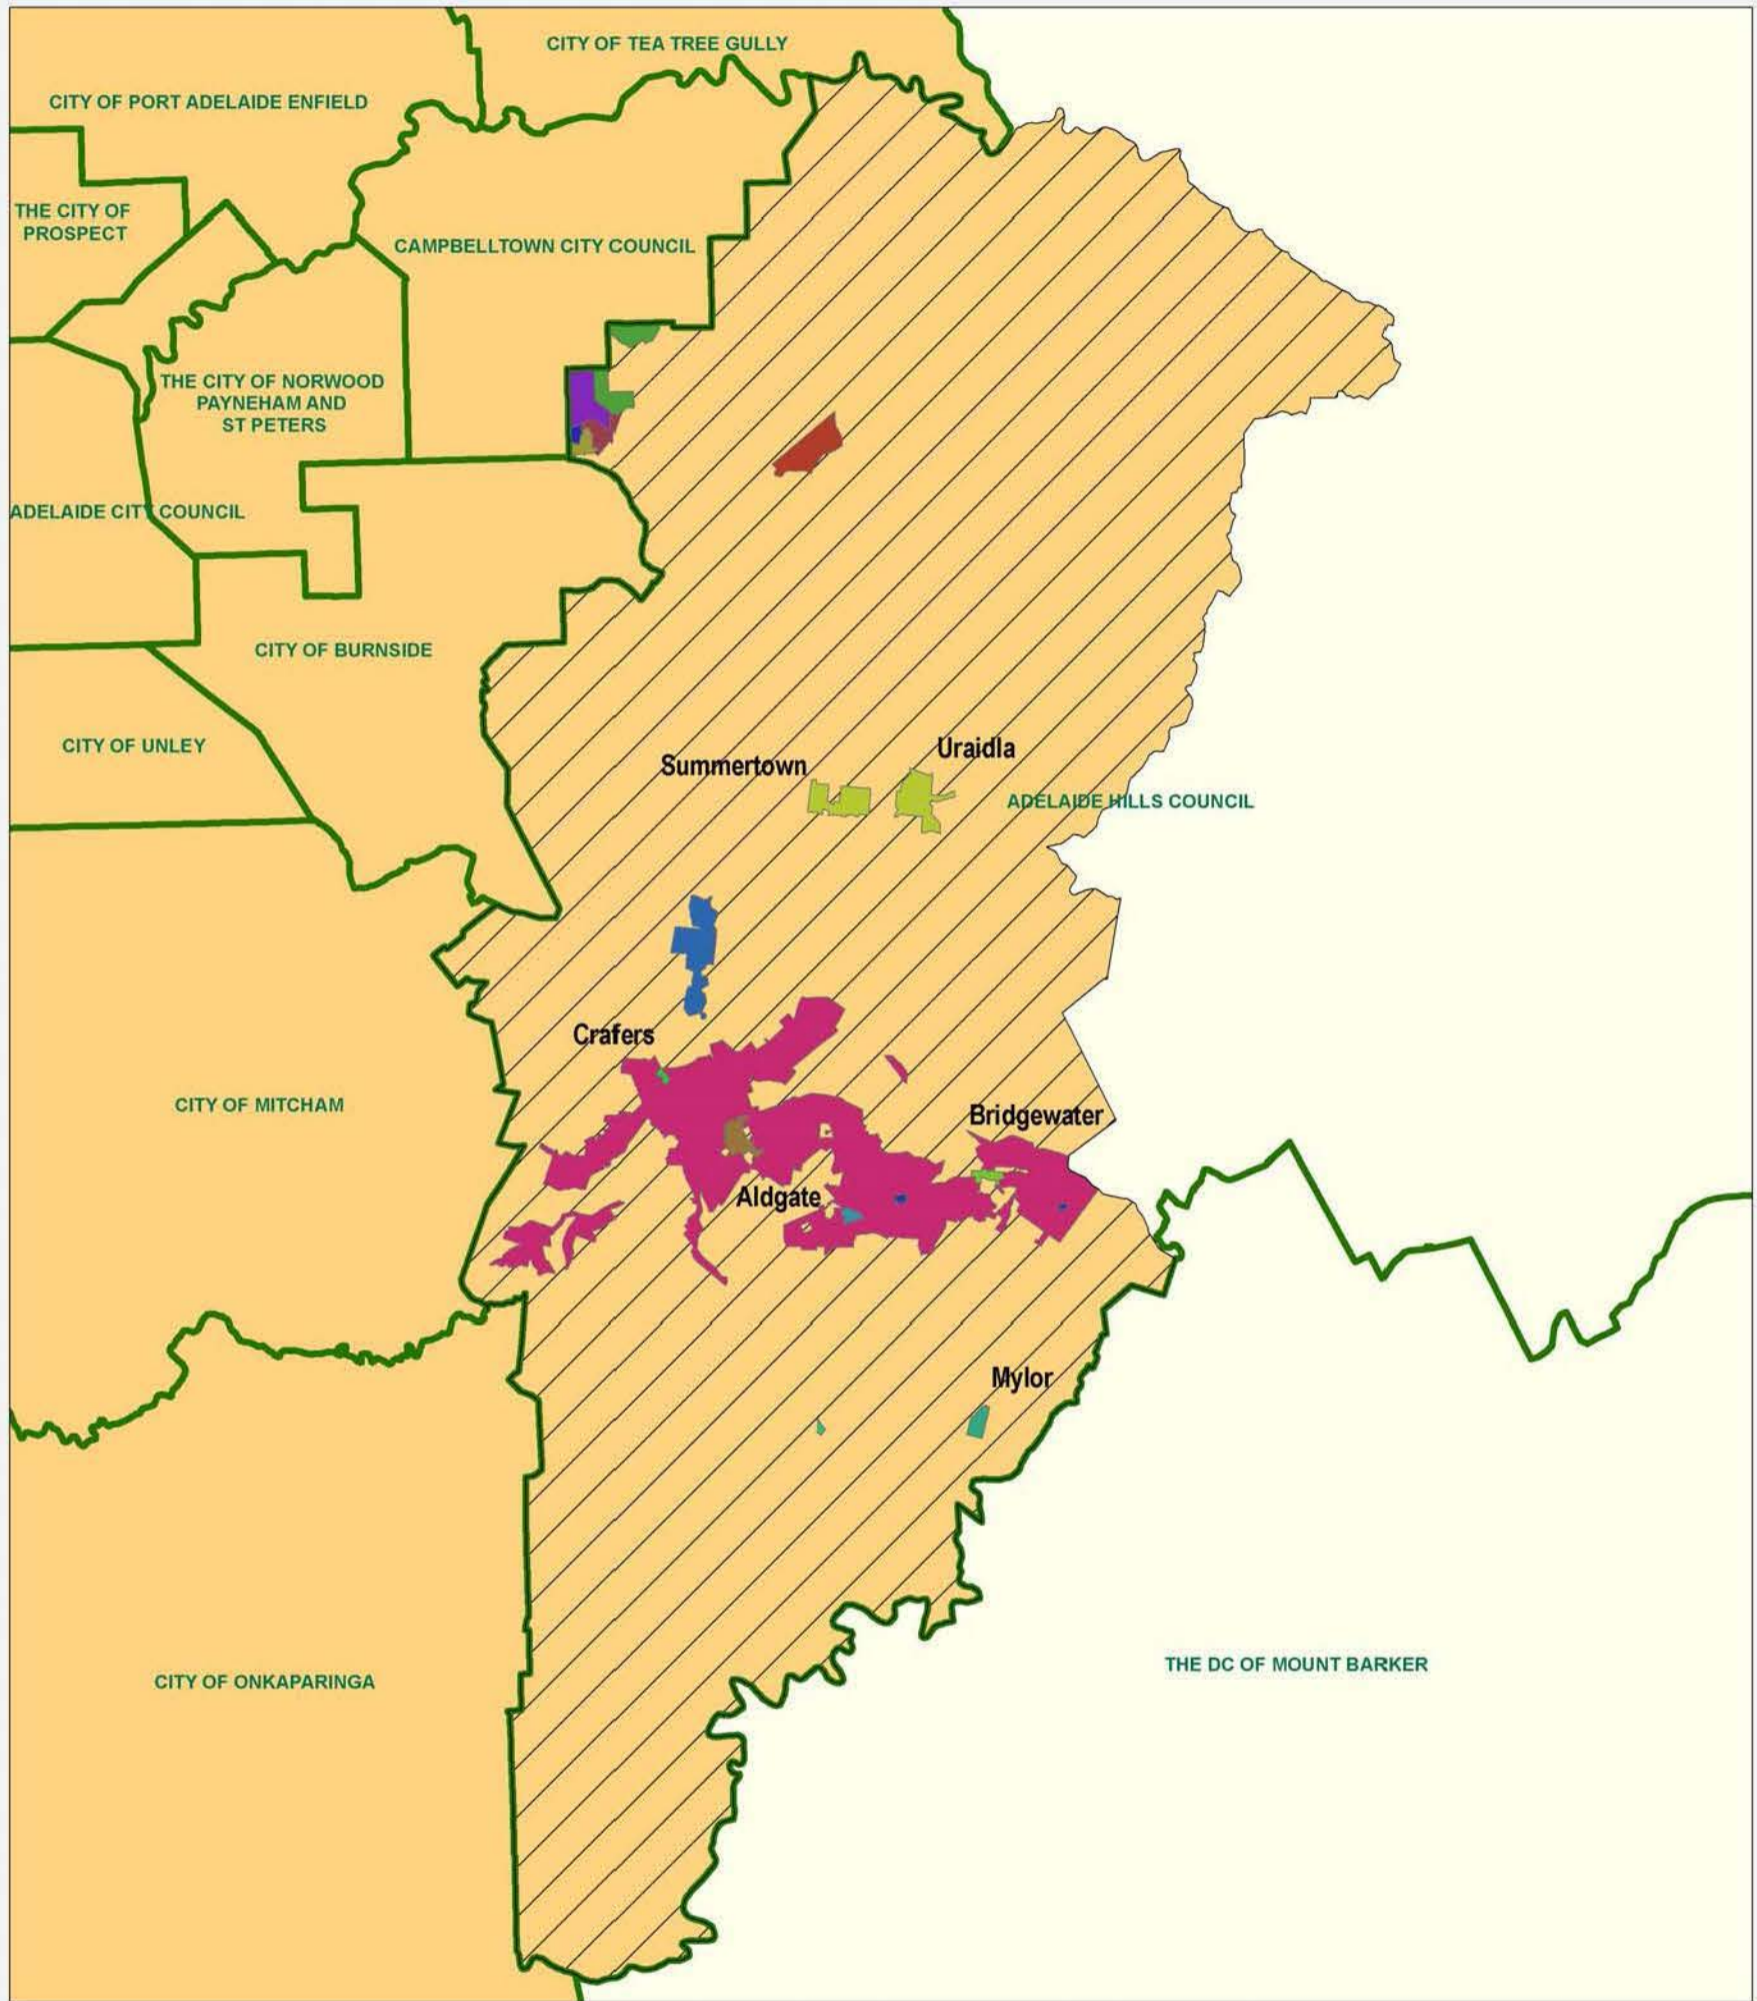 CITY OF TEA TREE GULLY
CITY OF PORT ADELAIDE ENFIELD
THE CITY OF
PROSPECT
CAMPBELLTOWN CITY COUNCIL
THE CITY OF NORWOOD
PAYNEHAM AND
ST PETERS
ADELAIDE CITY COUNCIL
CITY OF BURNSIDE
CITY OF UNLEY
Uraidla
Summertown
ADELAIDE HILLS COUNCIL
Crafers
CITY OF MITCHAM
Bridgewater
Aldgate
Mylor
THE DC OF MOUNT BARKER
CITY OF ONKAPARINGA